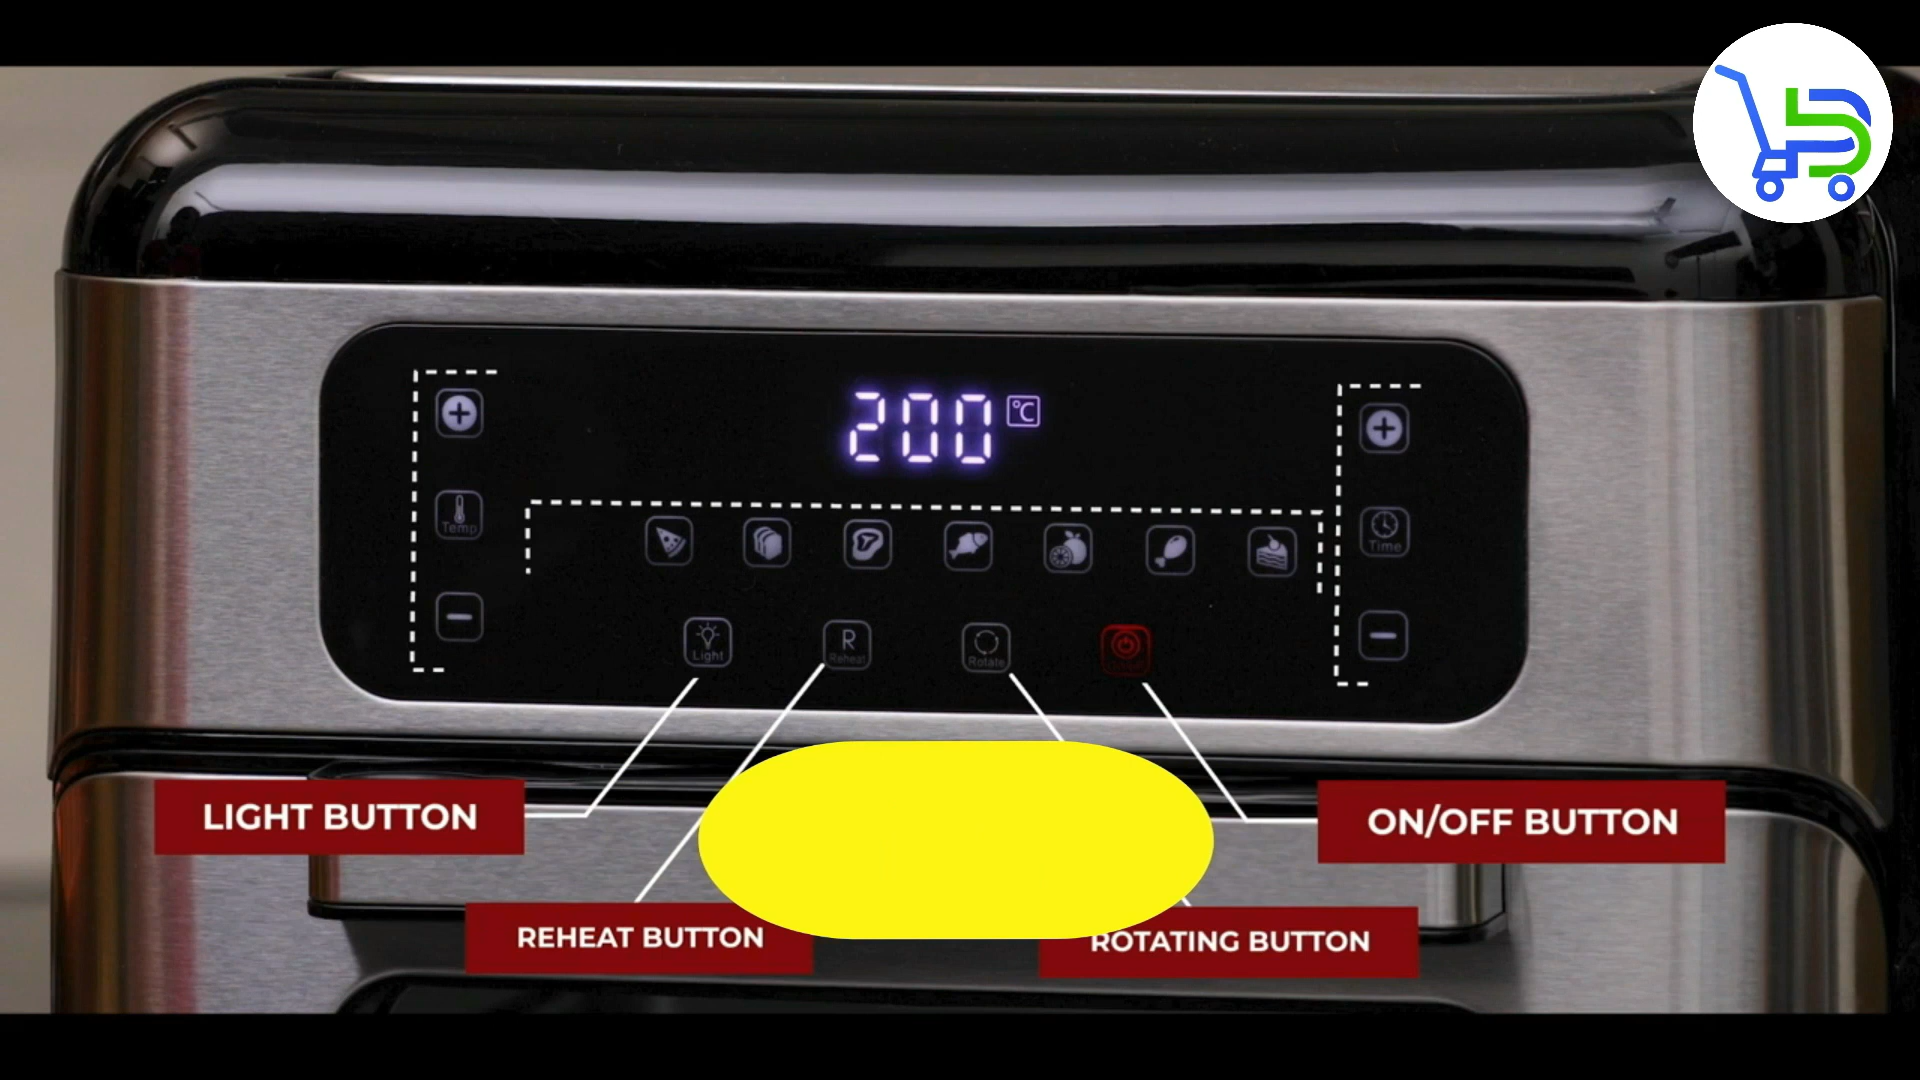 200 °C
Temp
Time
Light
R
Reheat
Rotate
LIGHT BUTTON
ON/OFF BUTTON
REHEAT BUTTON
ROTATING BUTTON